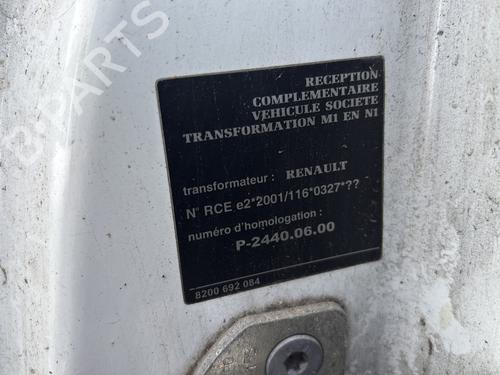 RECEPTION
COMPLEMENTAIRE
VEHICULE SOCIETE
TRANSFORMATION M1 EN N1
transformateur : RENAULT
N° RCE e2*2001/116*0327*??
numéro d'homologation :
P-2440.06.00
8200 692 084
PARTS